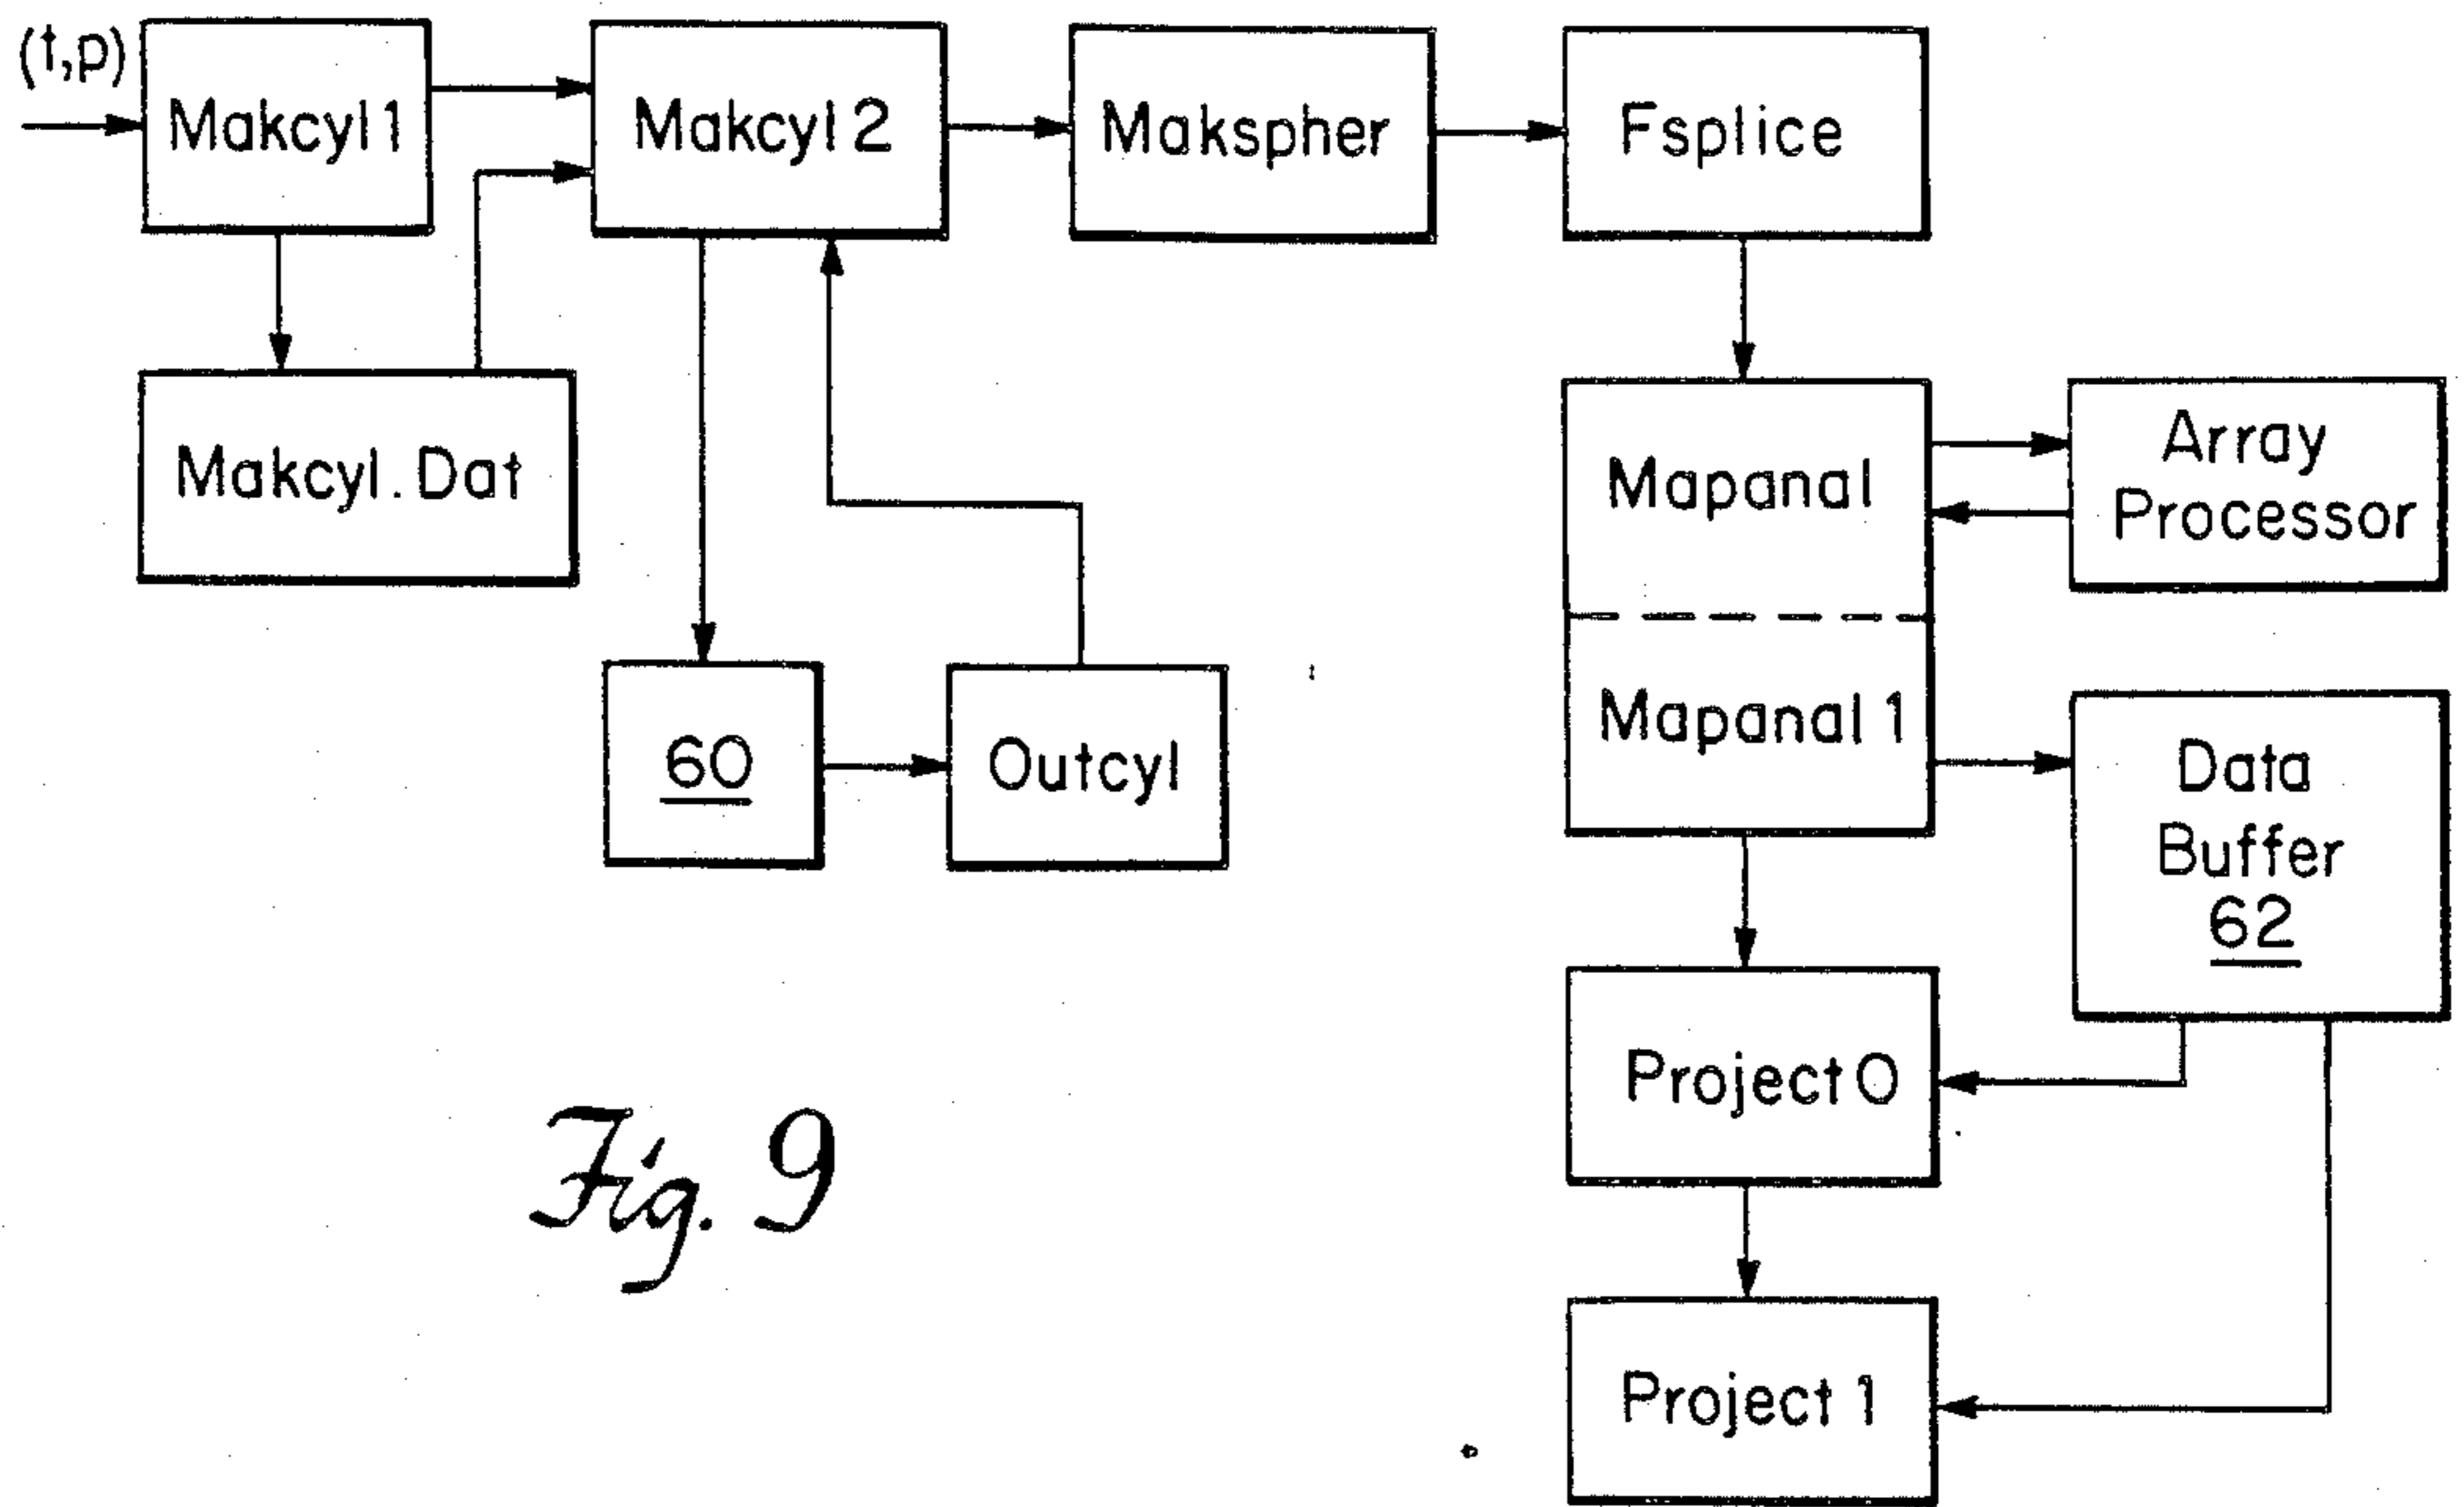 (t,p)
Makcyl 1
Makcyl 2
Makspher
Fsplice
Makcyl.Dat
Mapanal
Array
Processor
Mapanal 1
60
Outcyl
Data
Buffer
62
Project 0
Project 1
Fig. 9